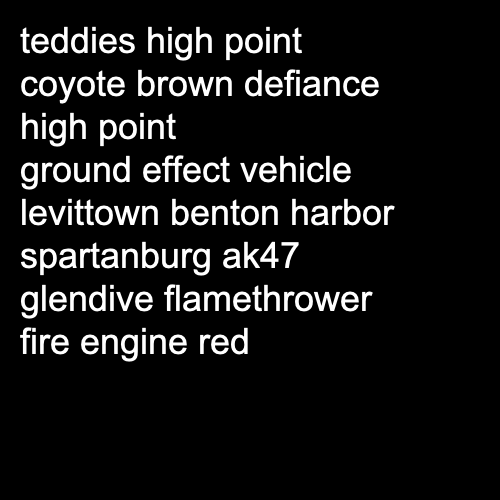 teddies high point
coyote brown defiance
high point
ground effect vehicle
levittown benton harbor
spartanburg ak47
glendive flamethrower
fire engine red